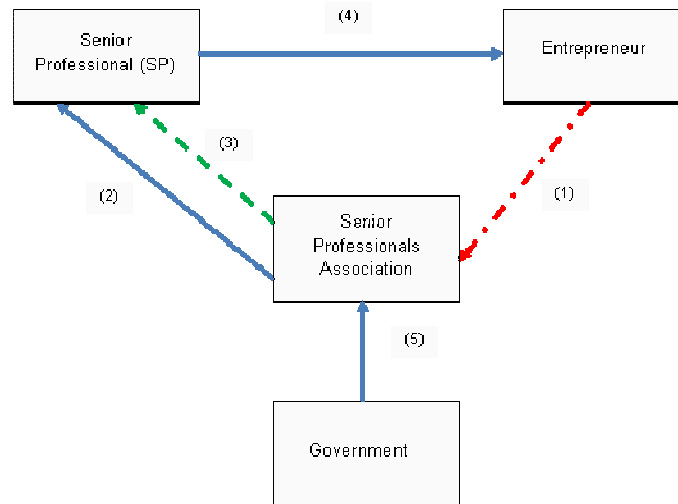 (4)
Senior
Professional (SP)
Entrepreneur
(3)
(2)
(1)
Senior
Professionals
Association
(5)
Government